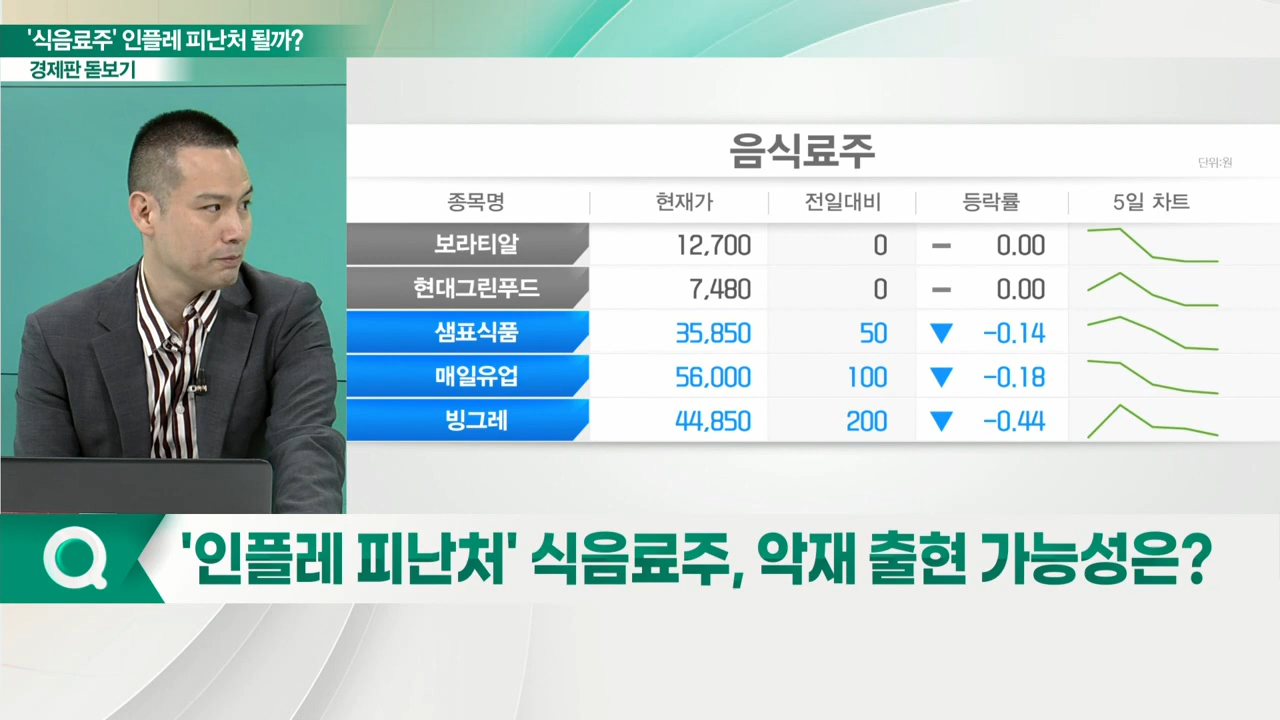 '식음료주' 인플레 피난처 될까?
경제판 돋보기
음식료주
단위:원
종목명 현재가 전일대비 등락률 5일 차트
보라티알 12,700 0 – 0.00
현대그린푸드 7,480 0 – 0.00
샘표식품 35,850 50 ▼ -0.14
매일유업 56,000 100 ▼ -0.18
빙그레 44,850 200 ▼ -0.44
'인플레 피난처' 식음료주, 악재 출현 가능성은?